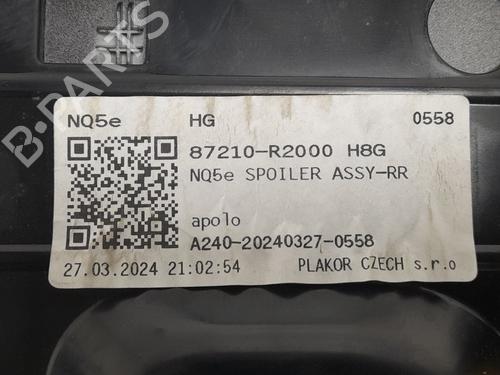 B-PARTS
NQ5e HG 0558
87210-R2000 H8G
NQ5e SPOILER ASSY-RR
apolo
A240-20240327-0558
27.03.2024 21:02:54 PLAKOR CZECH s.r.o